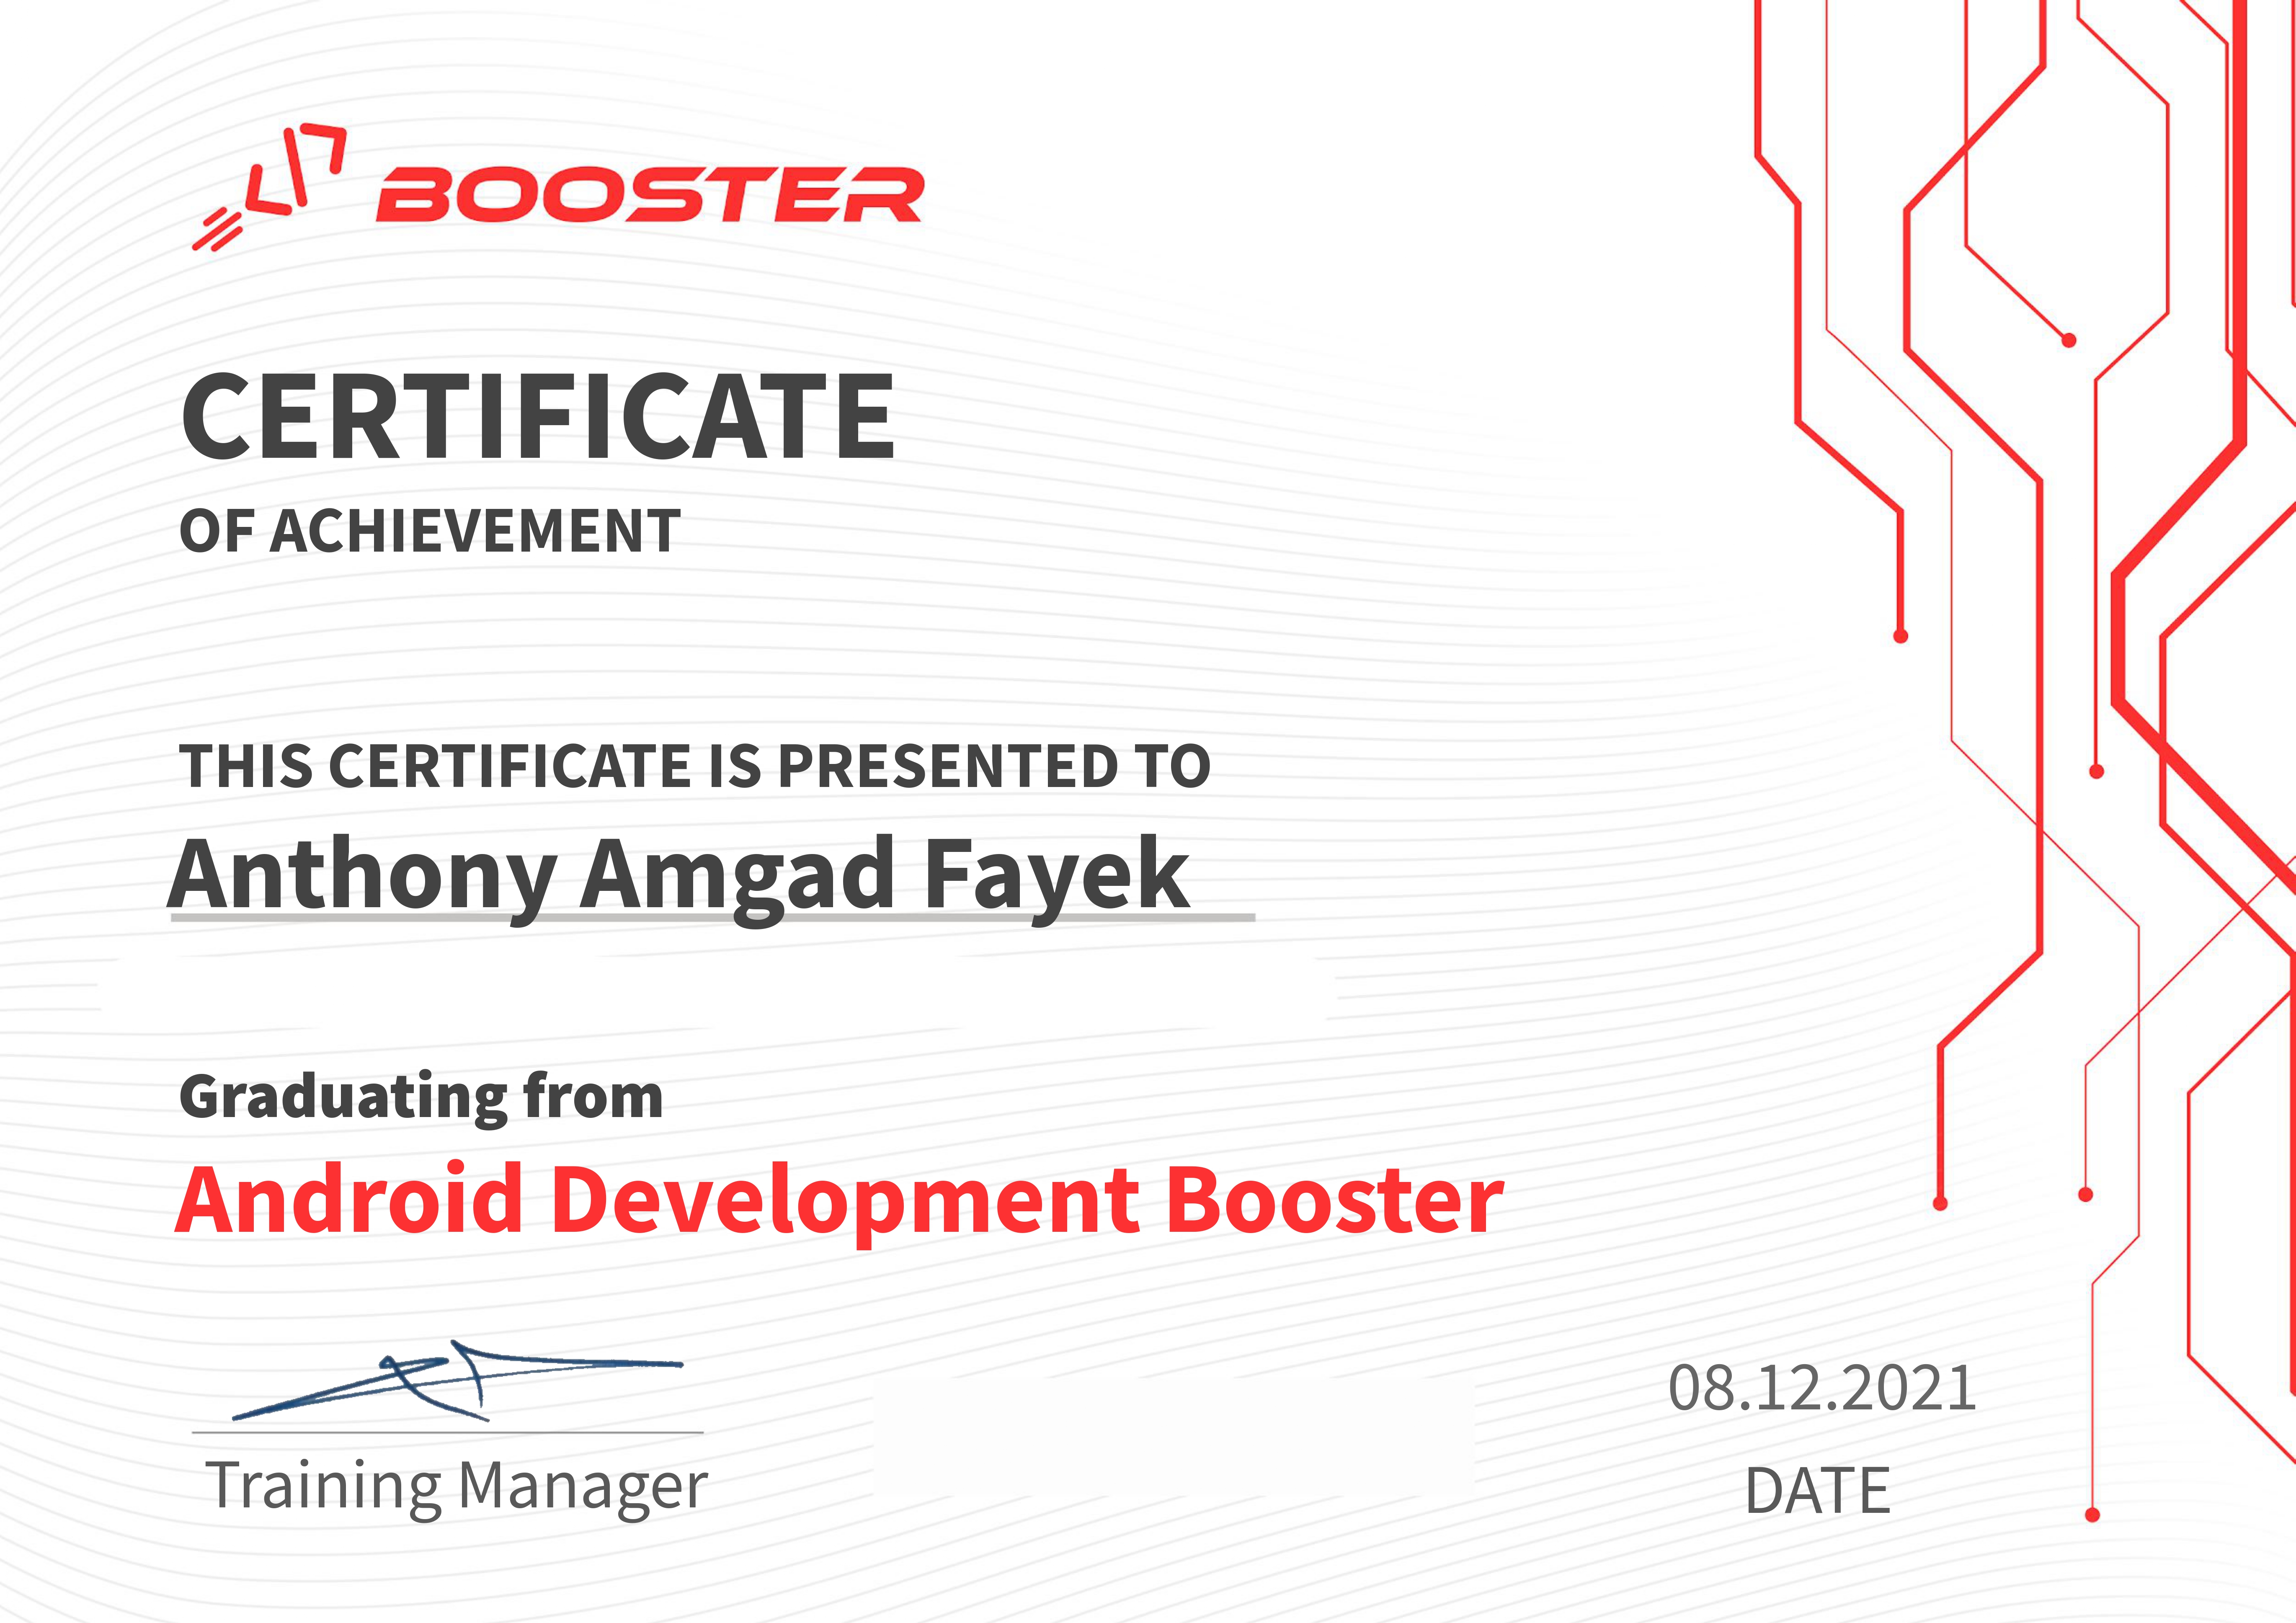 BOOSTER
CERTIFICATE
OF ACHIEVEMENT
THIS CERTIFICATE IS PRESENTED TO
Anthony Amgad Fayek
Graduating from
Android Development Booster
08.12.2021
Training Manager
DATE